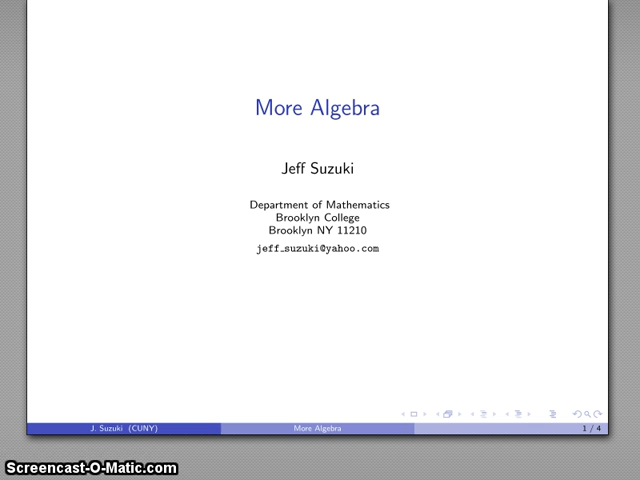 More Algebra
Jeff Suzuki
Department of Mathematics
Brooklyn College
Brooklyn NY 11210
jeff_suzuki@yahoo.com
J. Suzuki (CUNY)
More Algebra
1 / 4
Screencast-O-Matic.com